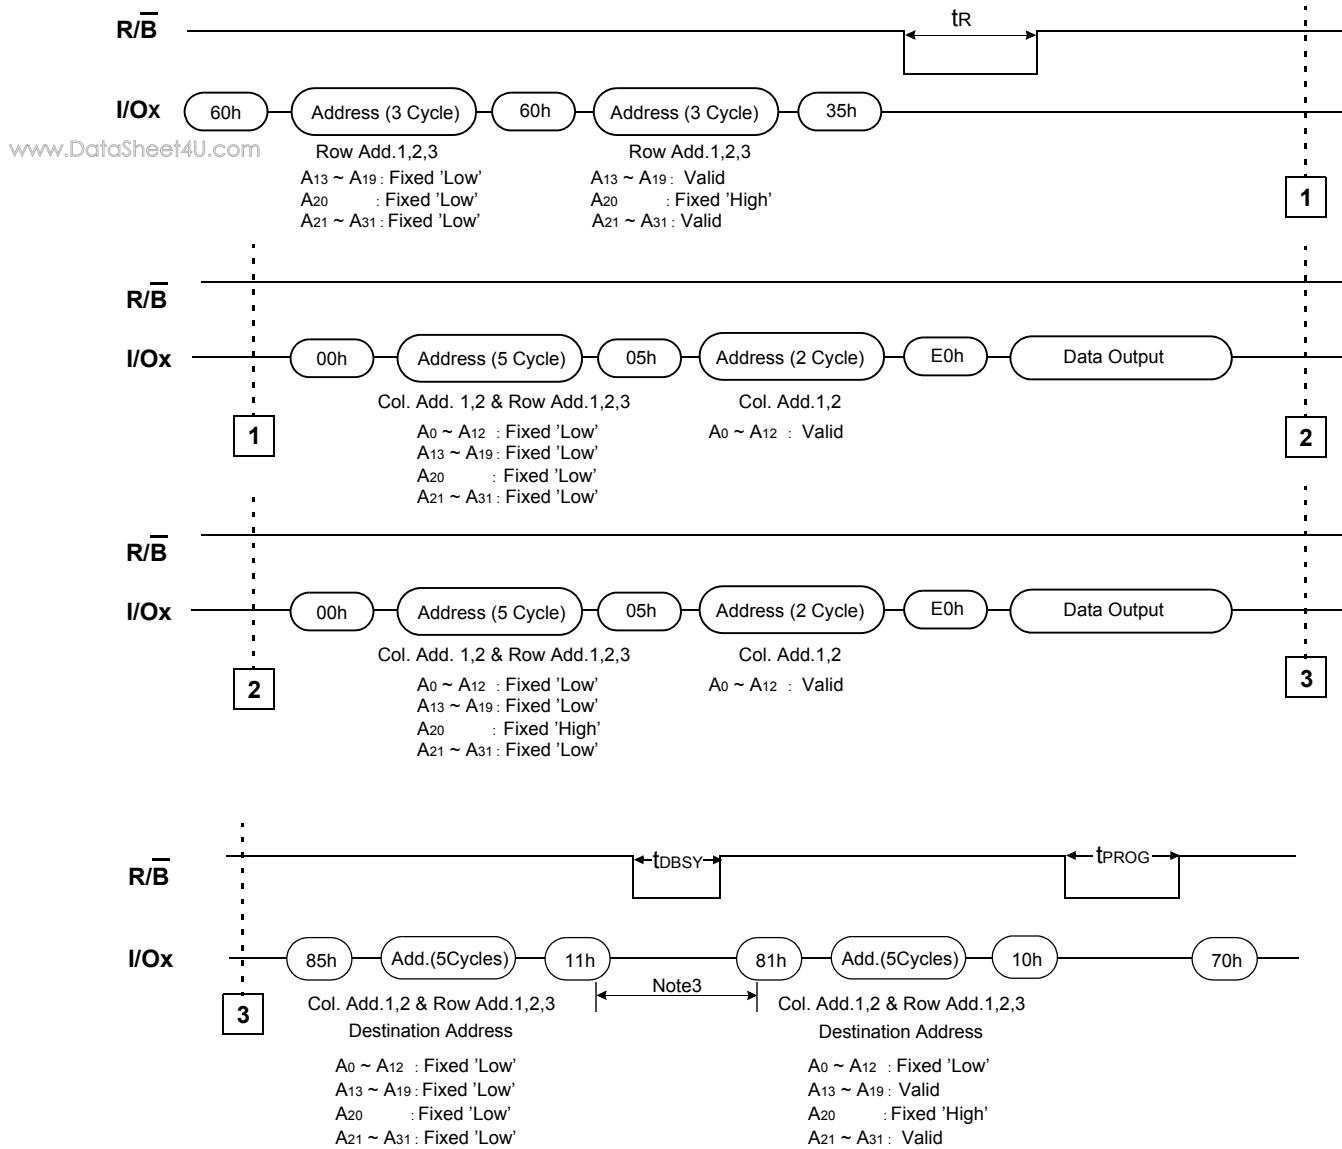 R/B tR
I/Ox 60h Address (3 Cycle) 60h Address (3 Cycle) 35h
www.DataSheet4U.com
Row Add.1,2,3 Row Add.1,2,3
A13 ~ A19 : Fixed ’Low’ A13 ~ A19 : Valid
A20 : Fixed ’Low’ A20 : Fixed ’High’
A21 ~ A31 : Fixed ’Low’ A21 ~ A31 : Valid
1
R/B
I/Ox 00h Address (5 Cycle) 05h Address (2 Cycle) E0h Data Output
Col. Add. 1,2 & Row Add.1,2,3 Col. Add.1,2
1 A0 ~ A12 : Fixed ’Low’ A0 ~ A12 : Valid 2
A13 ~ A19 : Fixed ’Low’
A20 : Fixed ’Low’
A21 ~ A31 : Fixed ’Low’
R/B
I/Ox 00h Address (5 Cycle) 05h Address (2 Cycle) E0h Data Output
Col. Add. 1,2 & Row Add.1,2,3 Col. Add.1,2
2 A0 ~ A12 : Fixed ’Low’ A0 ~ A12 : Valid 3
A13 ~ A19 : Fixed ’Low’
A20 : Fixed ’High’
A21 ~ A31 : Fixed ’Low’
R/B tDBSY tPROG
I/Ox 85h Add.(5Cycles) 11h 81h Add.(5Cycles) 10h 70h
Note3
3 Col. Add.1,2 & Row Add.1,2,3 Col. Add.1,2 & Row Add.1,2,3
Destination Address Destination Address
A0 ~ A12 : Fixed ’Low’ A0 ~ A12 : Fixed ’Low’
A13 ~ A19 : Fixed ’Low’ A13 ~ A19 : Valid
A20 : Fixed ’Low’ A20 : Fixed ’High’
A21 ~ A31 : Fixed ’Low’ A21 ~ A31 : Valid